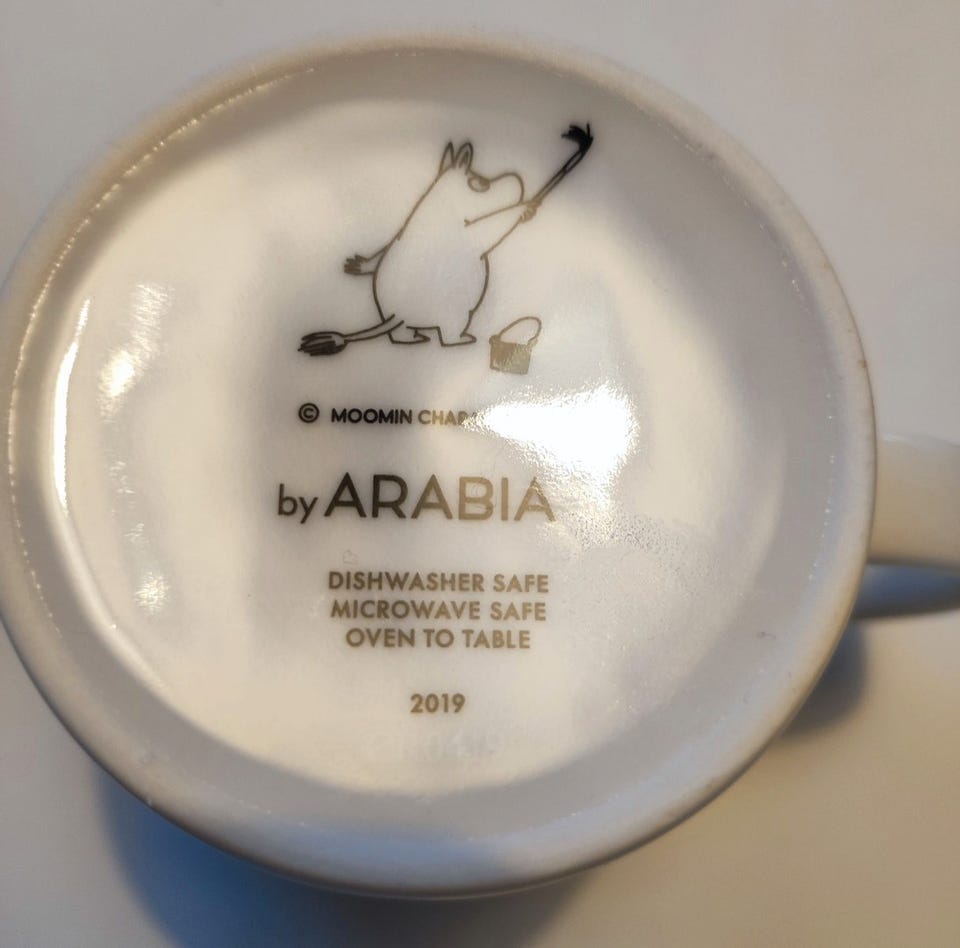 © MOOMIN
by ARABIA
DISHWASHER SAFE
MICROWAVE SAFE
OVEN TO TABLE
2019